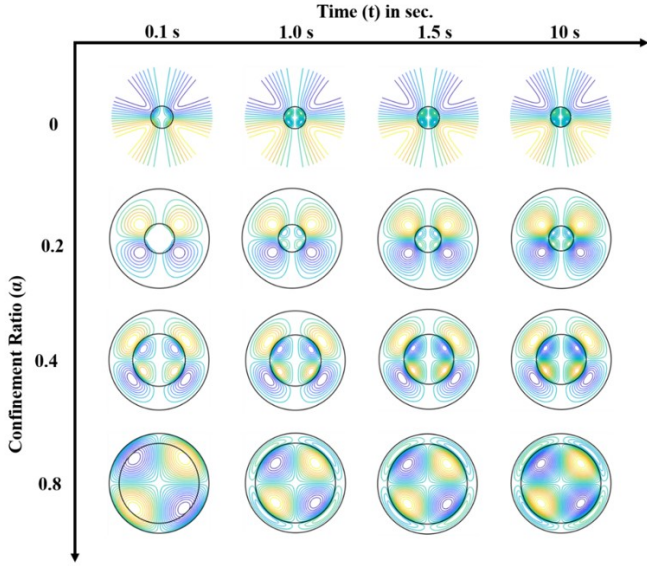 Time (t) in sec.
0.1 s 1.0 s 1.5 s 10 s
0
0.2
0.4
0.8
Confinement Ratio (α)